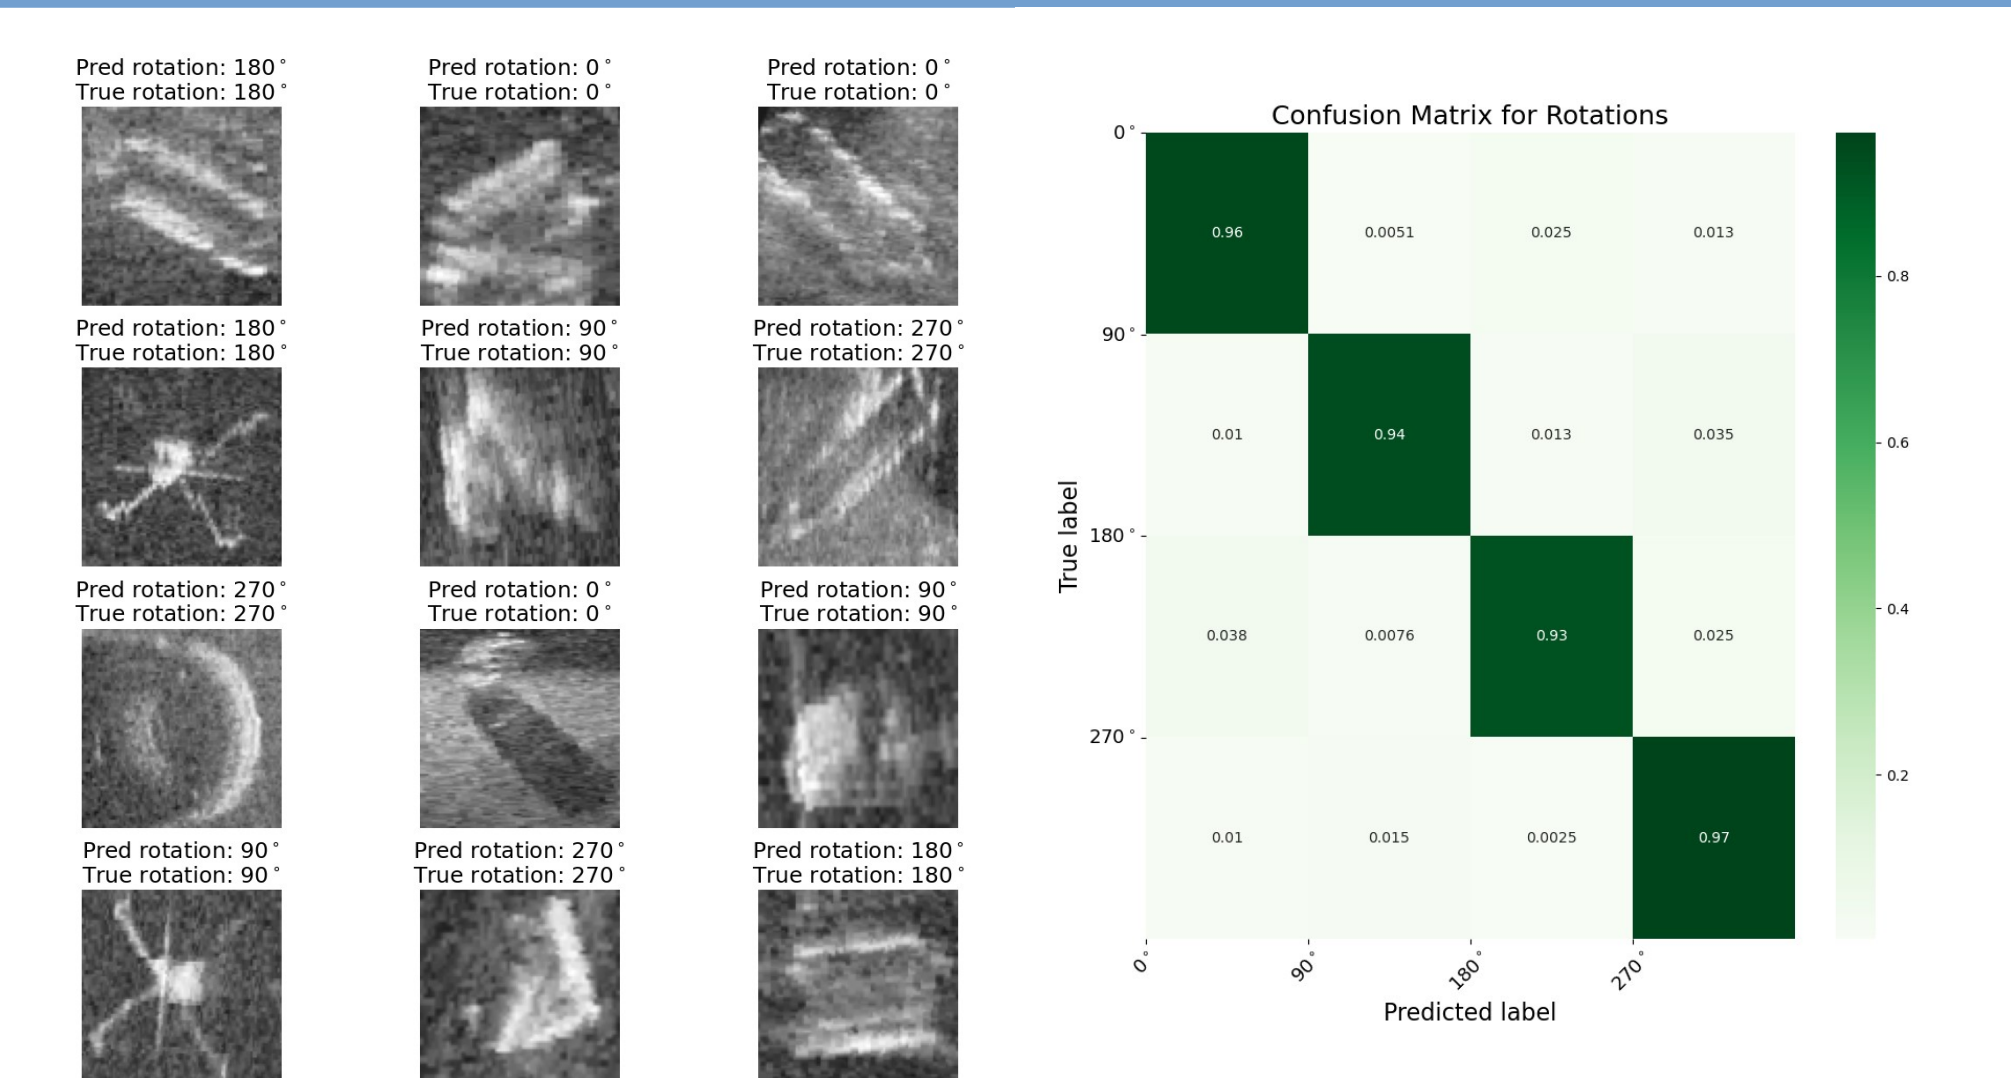 Pred rotation: 180°
True rotation: 180°
Pred rotation: 0°
True rotation: 0°
Pred rotation: 0°
True rotation: 0°
Pred rotation: 180°
True rotation: 180°
Pred rotation: 90°
True rotation: 90°
Pred rotation: 270°
True rotation: 270°
Pred rotation: 270°
True rotation: 270°
Pred rotation: 0°
True rotation: 0°
Pred rotation: 90°
True rotation: 90°
Pred rotation: 90°
True rotation: 90°
Pred rotation: 270°
True rotation: 270°
Pred rotation: 180°
True rotation: 180°
Confusion Matrix for Rotations
True label
0° 0.96 0.0051 0.025 0.013
90° 0.01 0.94 0.013 0.035
180° 0.038 0.0076 0.93 0.025
270° 0.01 0.015 0.0025 0.97
0° 90° 180° 270°
Predicted label
0.8
0.6
0.4
0.2